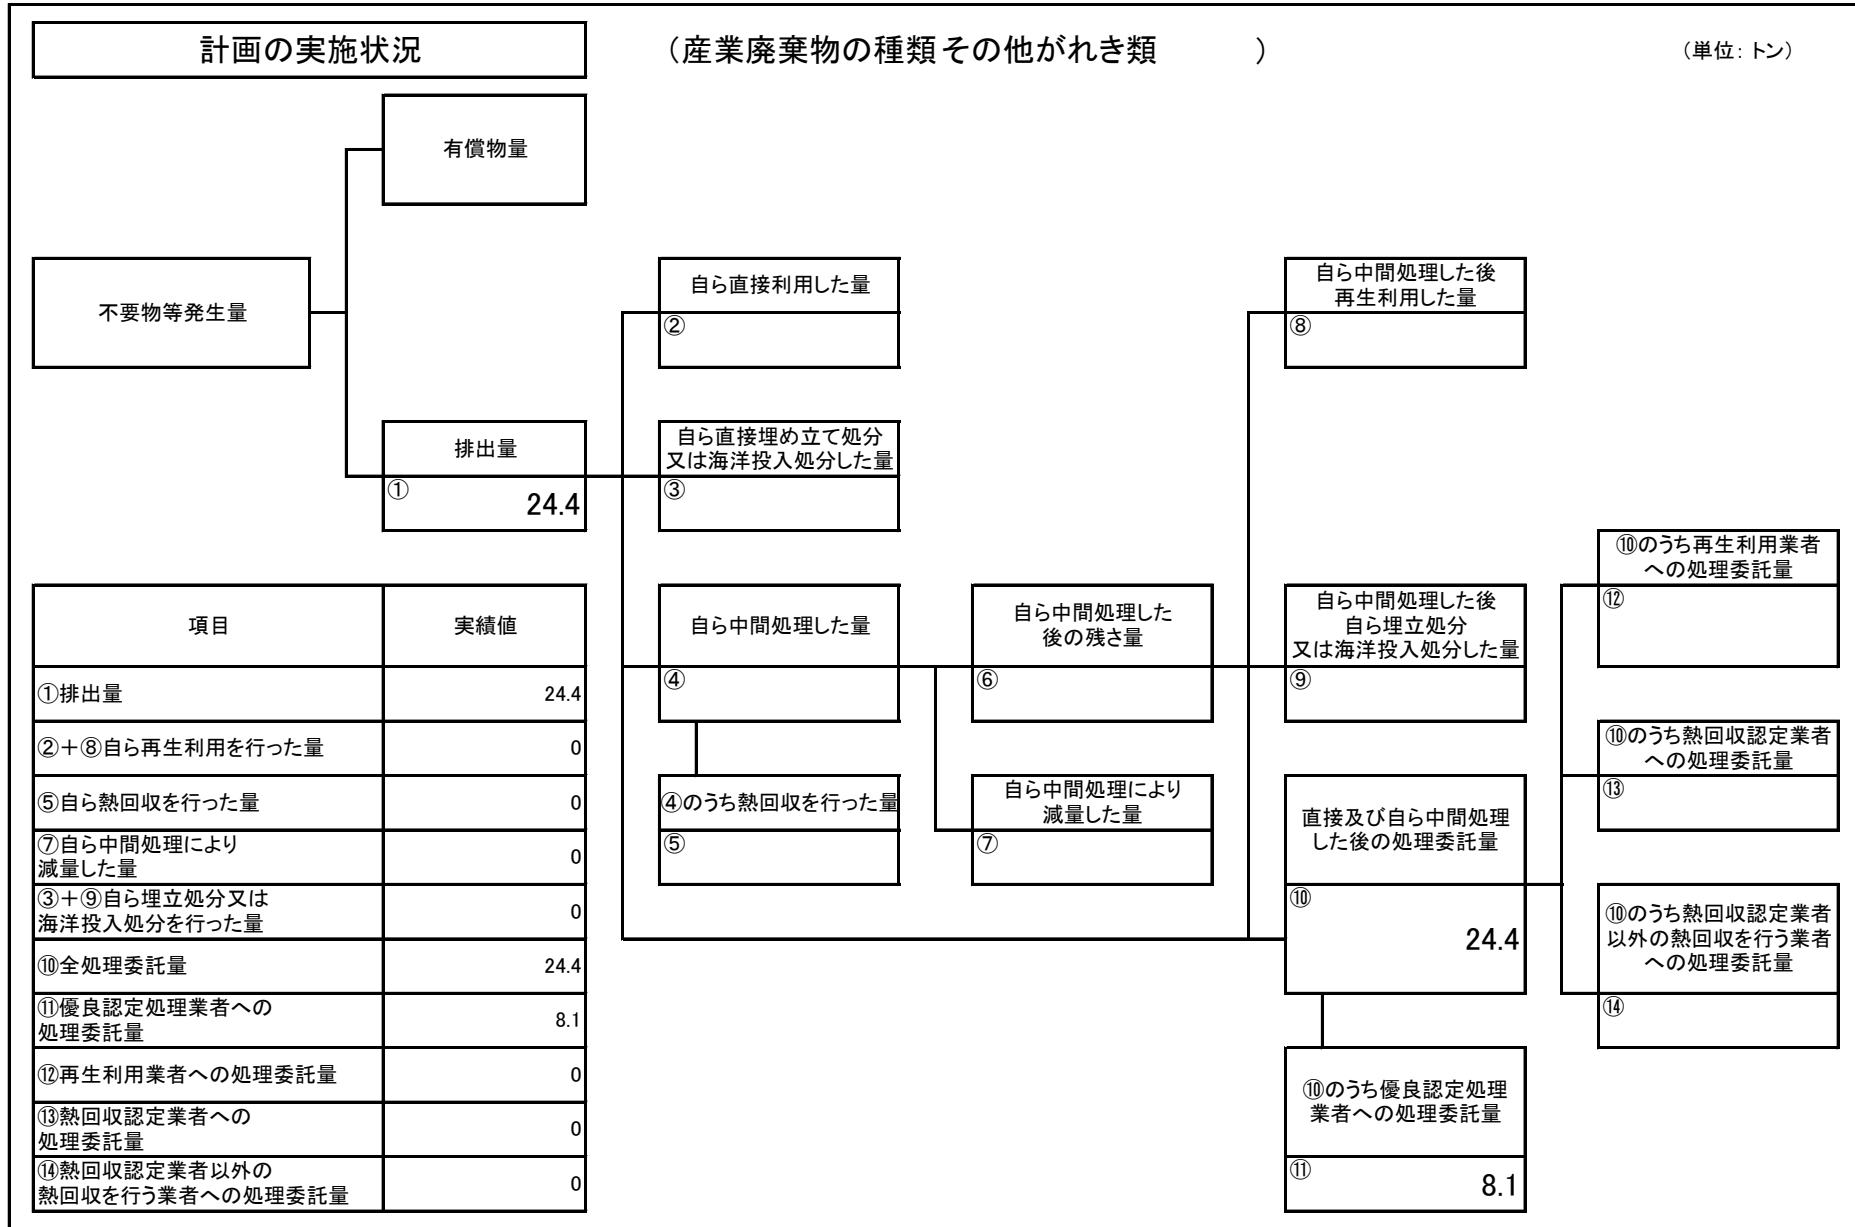 計画の実施状況
（産業廃棄物の種類その他がれき類　　　）
（単位：トン）
有償物量
不要物等発生量
自ら直接利用した量
②
自ら中間処理した後
再生利用した量
⑧
排出量
①
24.4
自ら直接埋め立て処分
又は海洋投入処分した量
③
⑩のうち再生利用業者
への処理委託量
⑫
自ら中間処理した量
④
自ら中間処理した
後の残さ量
⑥
自ら中間処理した後
自ら埋立処分
又は海洋投入処分した量
⑨
⑩のうち熱回収認定業者
への処理委託量
⑬
④のうち熱回収を行った量
⑤
自ら中間処理により
減量した量
⑦
直接及び自ら中間処理
した後の処理委託量
⑩
24.4
⑩のうち熱回収認定業者
以外の熱回収を行う業者
への処理委託量
⑭
⑩のうち優良認定処理
業者への処理委託量
⑪
8.1
項目 実績値
①排出量 24.4
②＋⑧自ら再生利用を行った量 0
⑤自ら熱回収を行った量 0
⑦自ら中間処理により
減量した量 0
③＋⑨自ら埋立処分又は
海洋投入処分を行った量 0
⑩全処理委託量 24.4
⑪優良認定処理業者への
処理委託量 8.1
⑫再生利用業者への処理委託量 0
⑬熱回収認定業者への
処理委託量 0
⑭熱回収認定業者以外の
熱回収を行う業者への処理委託量 0